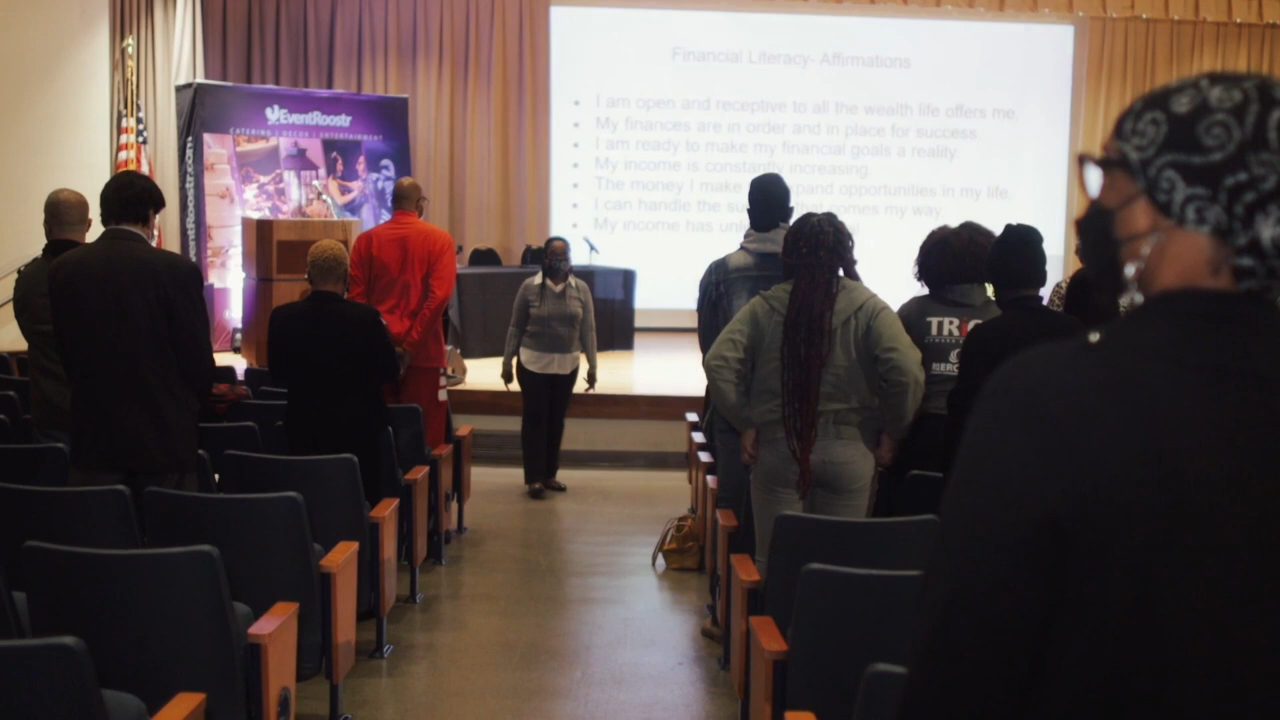 Financial Literacy- Affirmations
• I am open and receptive to all the wealth life offers me.
• My finances are in order and in place for success.
• I am ready to make my financial goals a reality.
• My income is constantly increasing.
• The money I make expand opportunities in my life.
• I can handle the that comes my way.
• My income has
EventRoostr
CATERING | DECOR | ENTERTAINMENT
EventRoostr.com